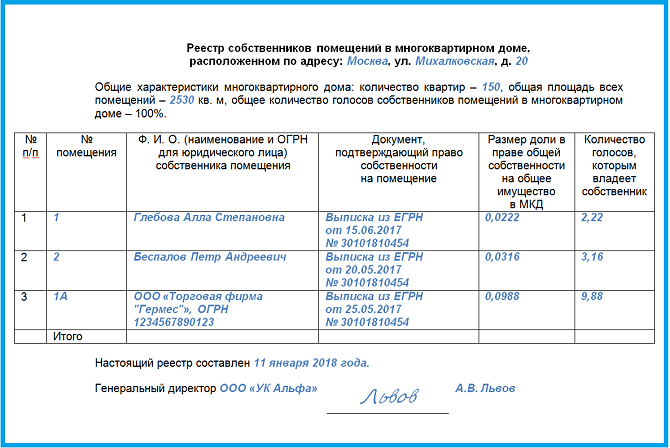 Реестр собственников помещений в многоквартирном доме,
расположенном по адресу: Москва, ул. Михалковская, д. 20
Общие характеристики многоквартирного дома: количество квартир – 150, общая площадь всех
помещений – 2530 кв. м, общее количество голосов собственников помещений в многоквартирном
доме – 100%.
№ п/п
№ помещения
Ф. И. О. (наименование и ОГРН
для юридического лица)
собственника помещения
Документ,
подтверждающий право
собственности
на помещение
Размер доли в
праве общей
собственности
на общее
имущество
в МКД
Количество
голосов,
которым
владеет
собственник
1 1 Глебова Алла Степановна Выписка из ЕГРН 0,0222 2,22
от 15.06.2017
№ 30101810454
2 2 Беспалов Петр Андреевич Выписка из ЕГРН 0,0316 3,16
от 20.05.2017
№ 30101810454
3 1А ООО «Торговая фирма Выписка из ЕГРН 0,0988 9,88
"Гермес"», ОГРН от 25.05.2017
1234567890123 № 30101810454
Итого
Настоящий реестр составлен 11 января 2018 года.
Генеральный директор ООО «УК Альфа» Львов А.В. Львов